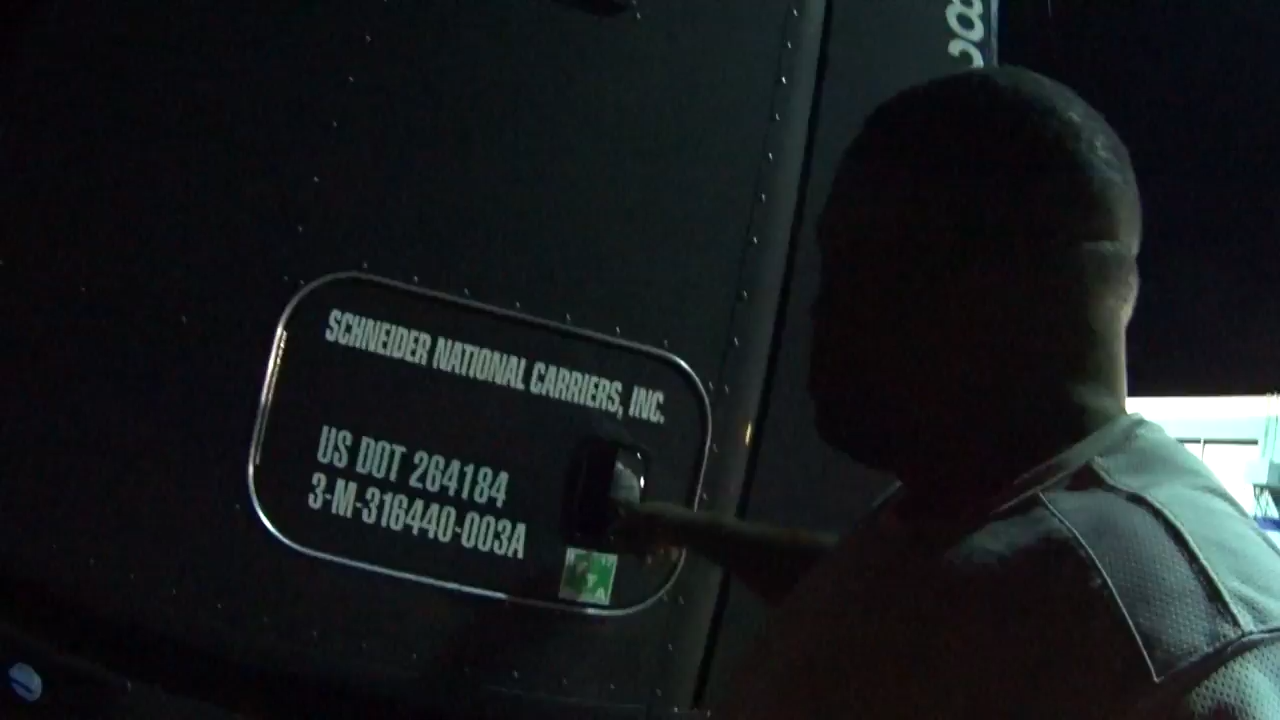 SCHNEIDER NATIONAL CARRIERS, INC.
US DOT 264184
3-M-316440-003A